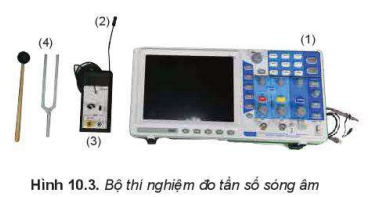 (1)
(2)
(4)
(3)
Hình 10.3. Bộ thí nghiệm đo tần số sóng âm